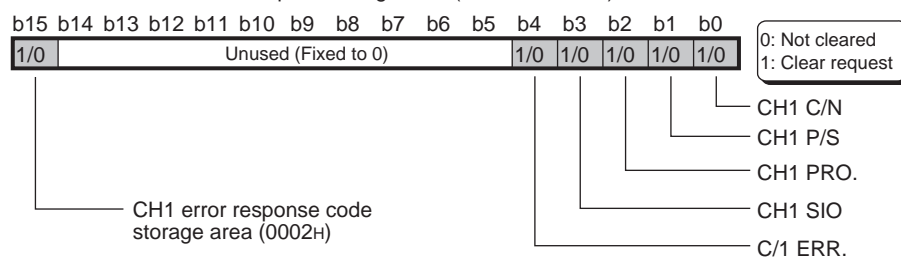 b15 b14 b13 b12 b11 b10 b9 b8 b7 b6 b5 b4 b3 b2 b1 b0
1/0 Unused (Fixed to 0) 1/0 1/0 1/0 1/0 1/0
0: Not cleared
1: Clear request
CH1 C/N
CH1 P/S
CH1 PRO.
CH1 SIO
C/1 ERR.
CH1 error response code
storage area (0002H)